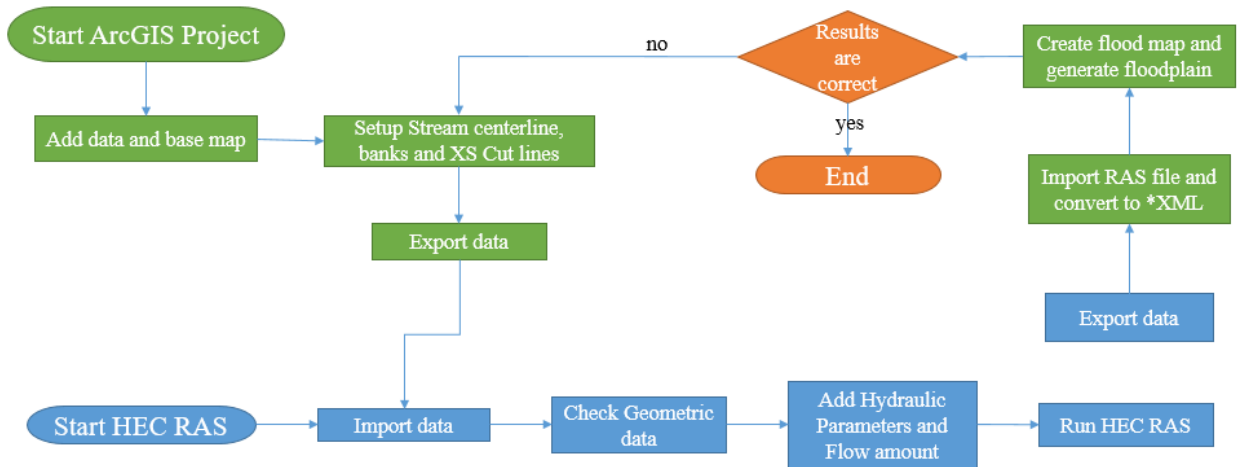 Start ArcGIS Project
Add data and base map
Setup Stream centerline,
banks and XS Cut lines
Export data
no
Results
are
correct
yes
End
Create flood map and
generate floodplain
Import RAS file and
convert to *XML
Export data
Start HEC RAS
Import data
Check Geometric
data
Add Hydraulic
Parameters and
Flow amount
Run HEC RAS